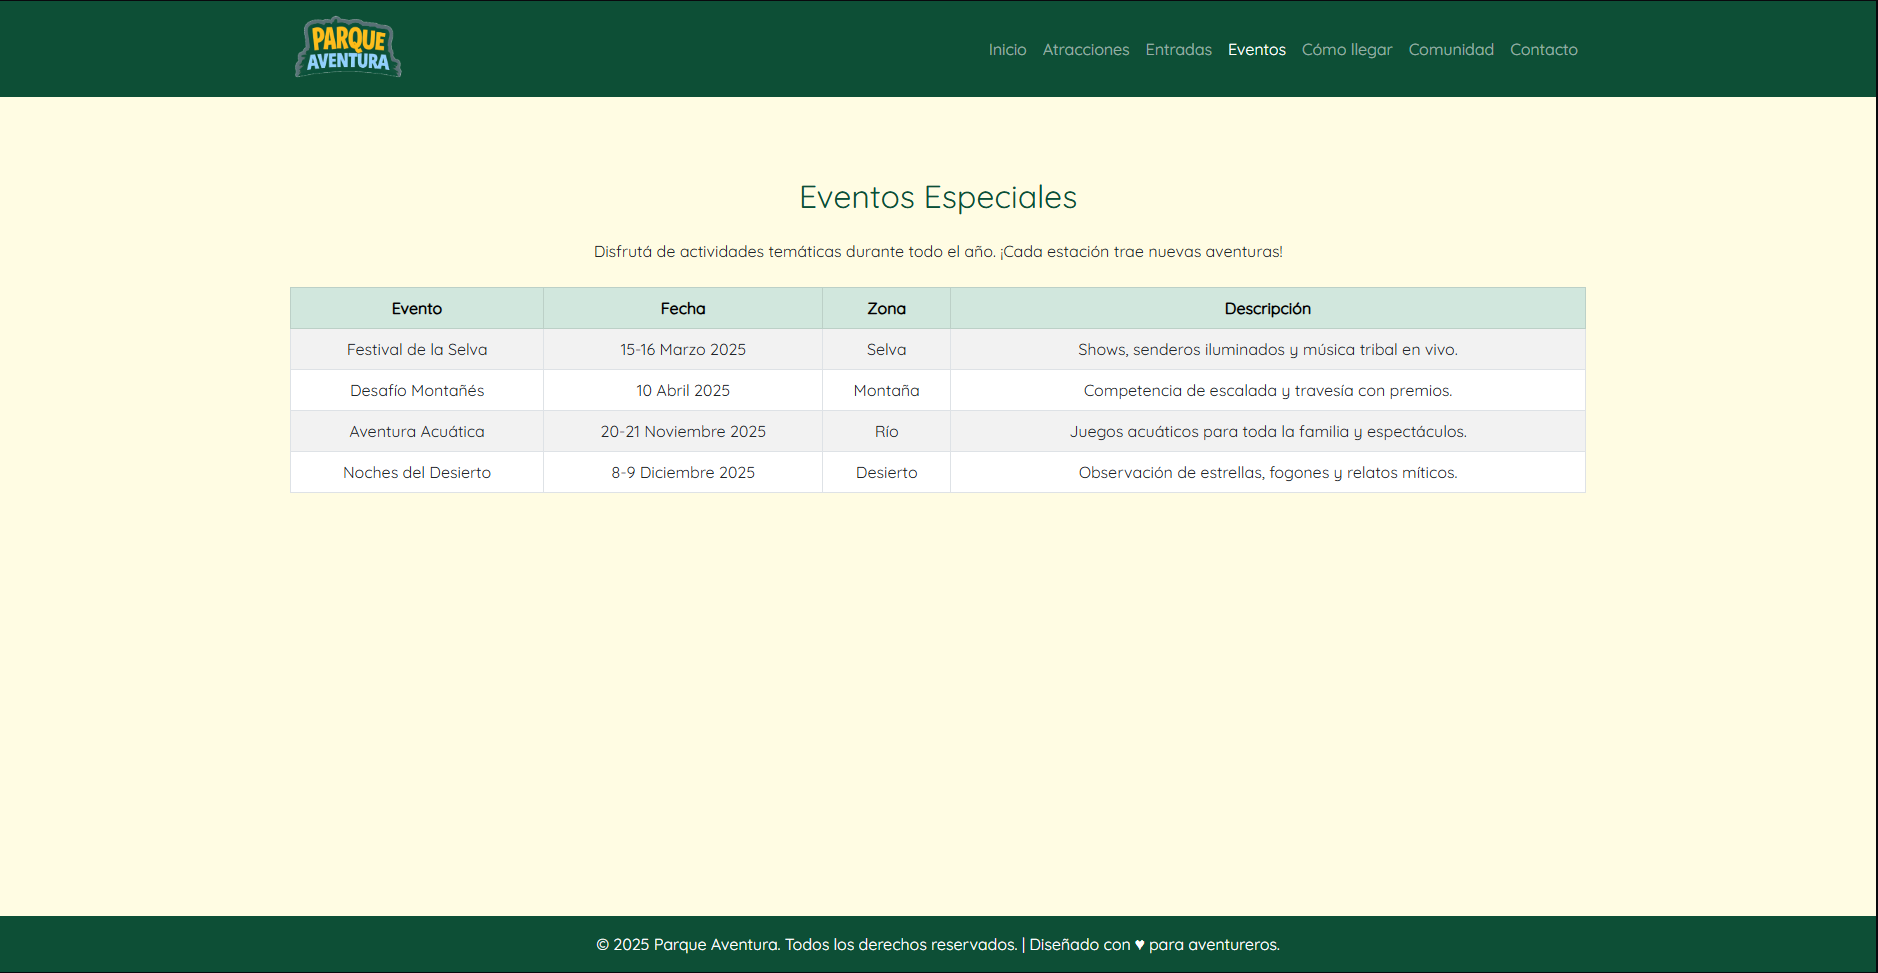 PARQUE
AVENTURA
Inicio Atracciones Entradas Eventos Cómo llegar Comunidad Contacto
Eventos Especiales
Disfrutá de actividades temáticas durante todo el año. ¡Cada estación trae nuevas aventuras!
Evento Fecha Zona Descripción
Festival de la Selva 15-16 Marzo 2025 Selva Shows, senderos iluminados y música tribal en vivo.
Desafío Montañés 10 Abril 2025 Montaña Competencia de escalada y travesía con premios.
Aventura Acuática 20-21 Noviembre 2025 Río Juegos acuáticos para toda la familia y espectáculos.
Noches del Desierto 8-9 Diciembre 2025 Desierto Observación de estrellas, fogones y relatos míticos.
© 2025 Parque Aventura. Todos los derechos reservados. | Diseñado con ♥ para aventureros.